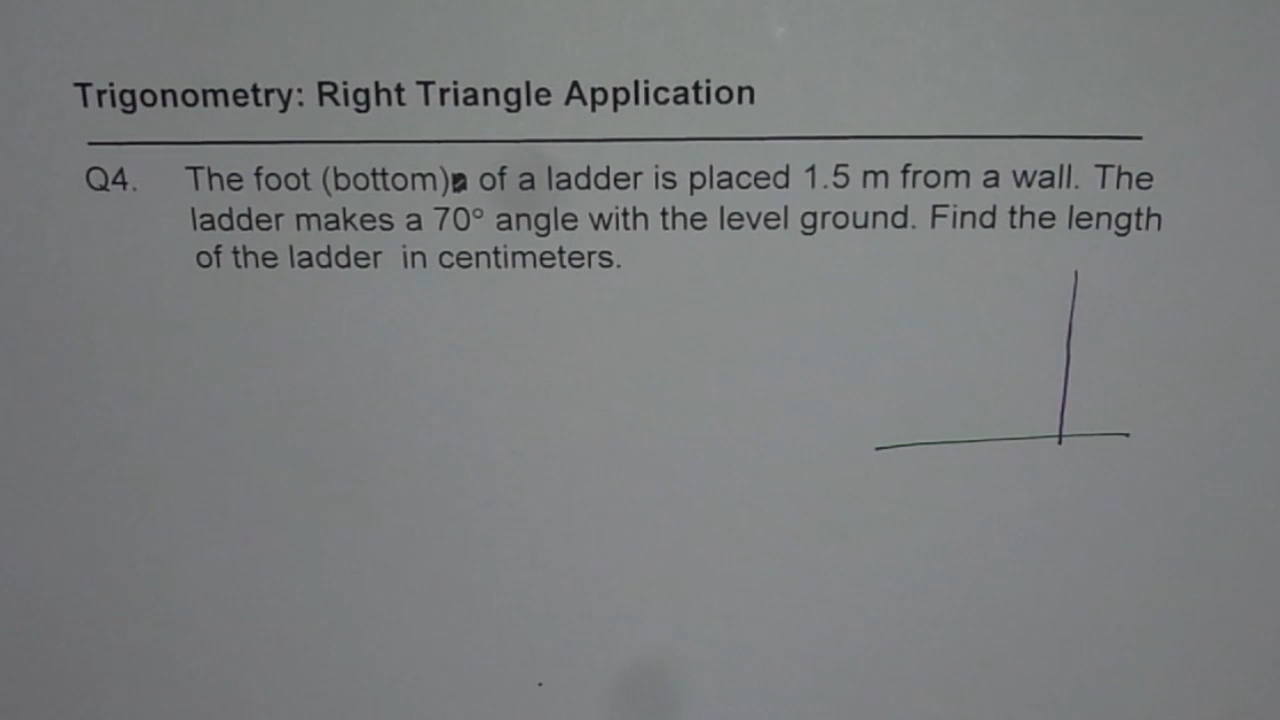 Trigonometry: Right Triangle Application
Q4. The foot (bottom) of a ladder is placed 1.5 m from a wall. The
ladder makes a 70° angle with the level ground. Find the length
of the ladder in centimeters.